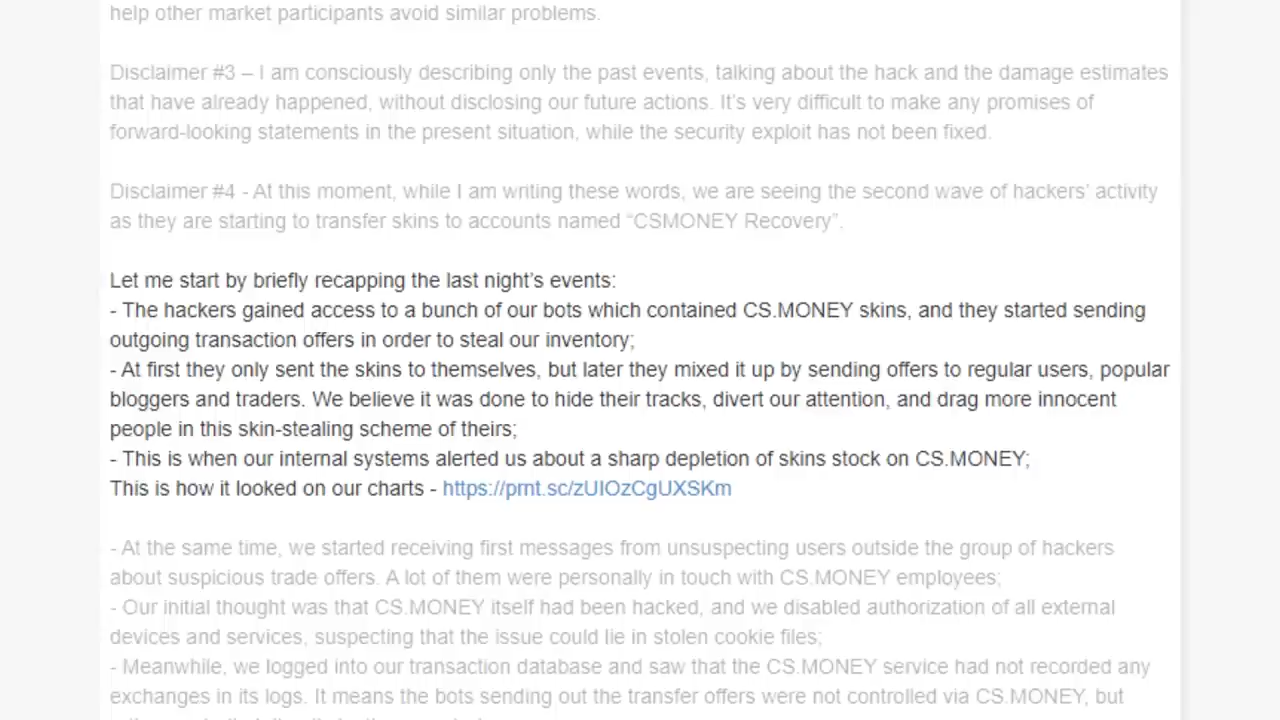 help other market participants avoid similar problems.
Disclaimer #3 – I am consciously describing only the past events, talking about the hack and the damage estimates
that have already happened, without disclosing our future actions. It's very difficult to make any promises of
forward-looking statements in the present situation, while the security exploit has not been fixed.
Disclaimer #4 - At this moment, while I am writing these words, we are seeing the second wave of hackers' activity
as they are starting to transfer skins to accounts named “CSMONEY Recovery”.
Let me start by briefly recapping the last night's events:
- The hackers gained access to a bunch of our bots which contained CS.MONEY skins, and they started sending
outgoing transaction offers in order to steal our inventory;
- At first they only sent the skins to themselves, but later they mixed it up by sending offers to regular users, popular
bloggers and traders. We believe it was done to hide their tracks, divert our attention, and drag more innocent
people in this skin-stealing scheme of theirs;
- This is when our internal systems alerted us about a sharp depletion of skins stock on CS.MONEY;
This is how it looked on our charts - https://prnt.sc/zUIOzCgUXSKm
- At the same time, we started receiving first messages from unsuspecting users outside the group of hackers
about suspicious trade offers. A lot of them were personally in touch with CS.MONEY employees;
- Our initial thought was that CS.MONEY itself had been hacked, and we disabled authorization of all external
devices and services, suspecting that the issue could lie in stolen cookie files;
- Meanwhile, we logged into our transaction database and saw that the CS.MONEY service had not recorded any
exchanges in its logs. It means the bots sending out the transfer offers were not controlled via CS.MONEY, but